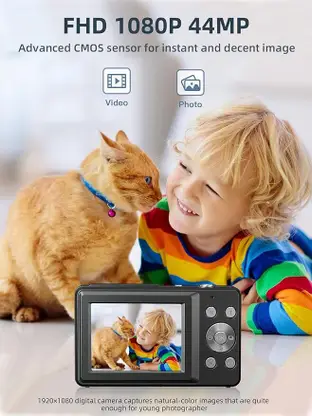 FHD 1080P 44MP
Advanced CMOS sensor for instant and decent image
Video
Photo
1920×1080 digital camera captures natural-color images that are quite
enough for young photographer